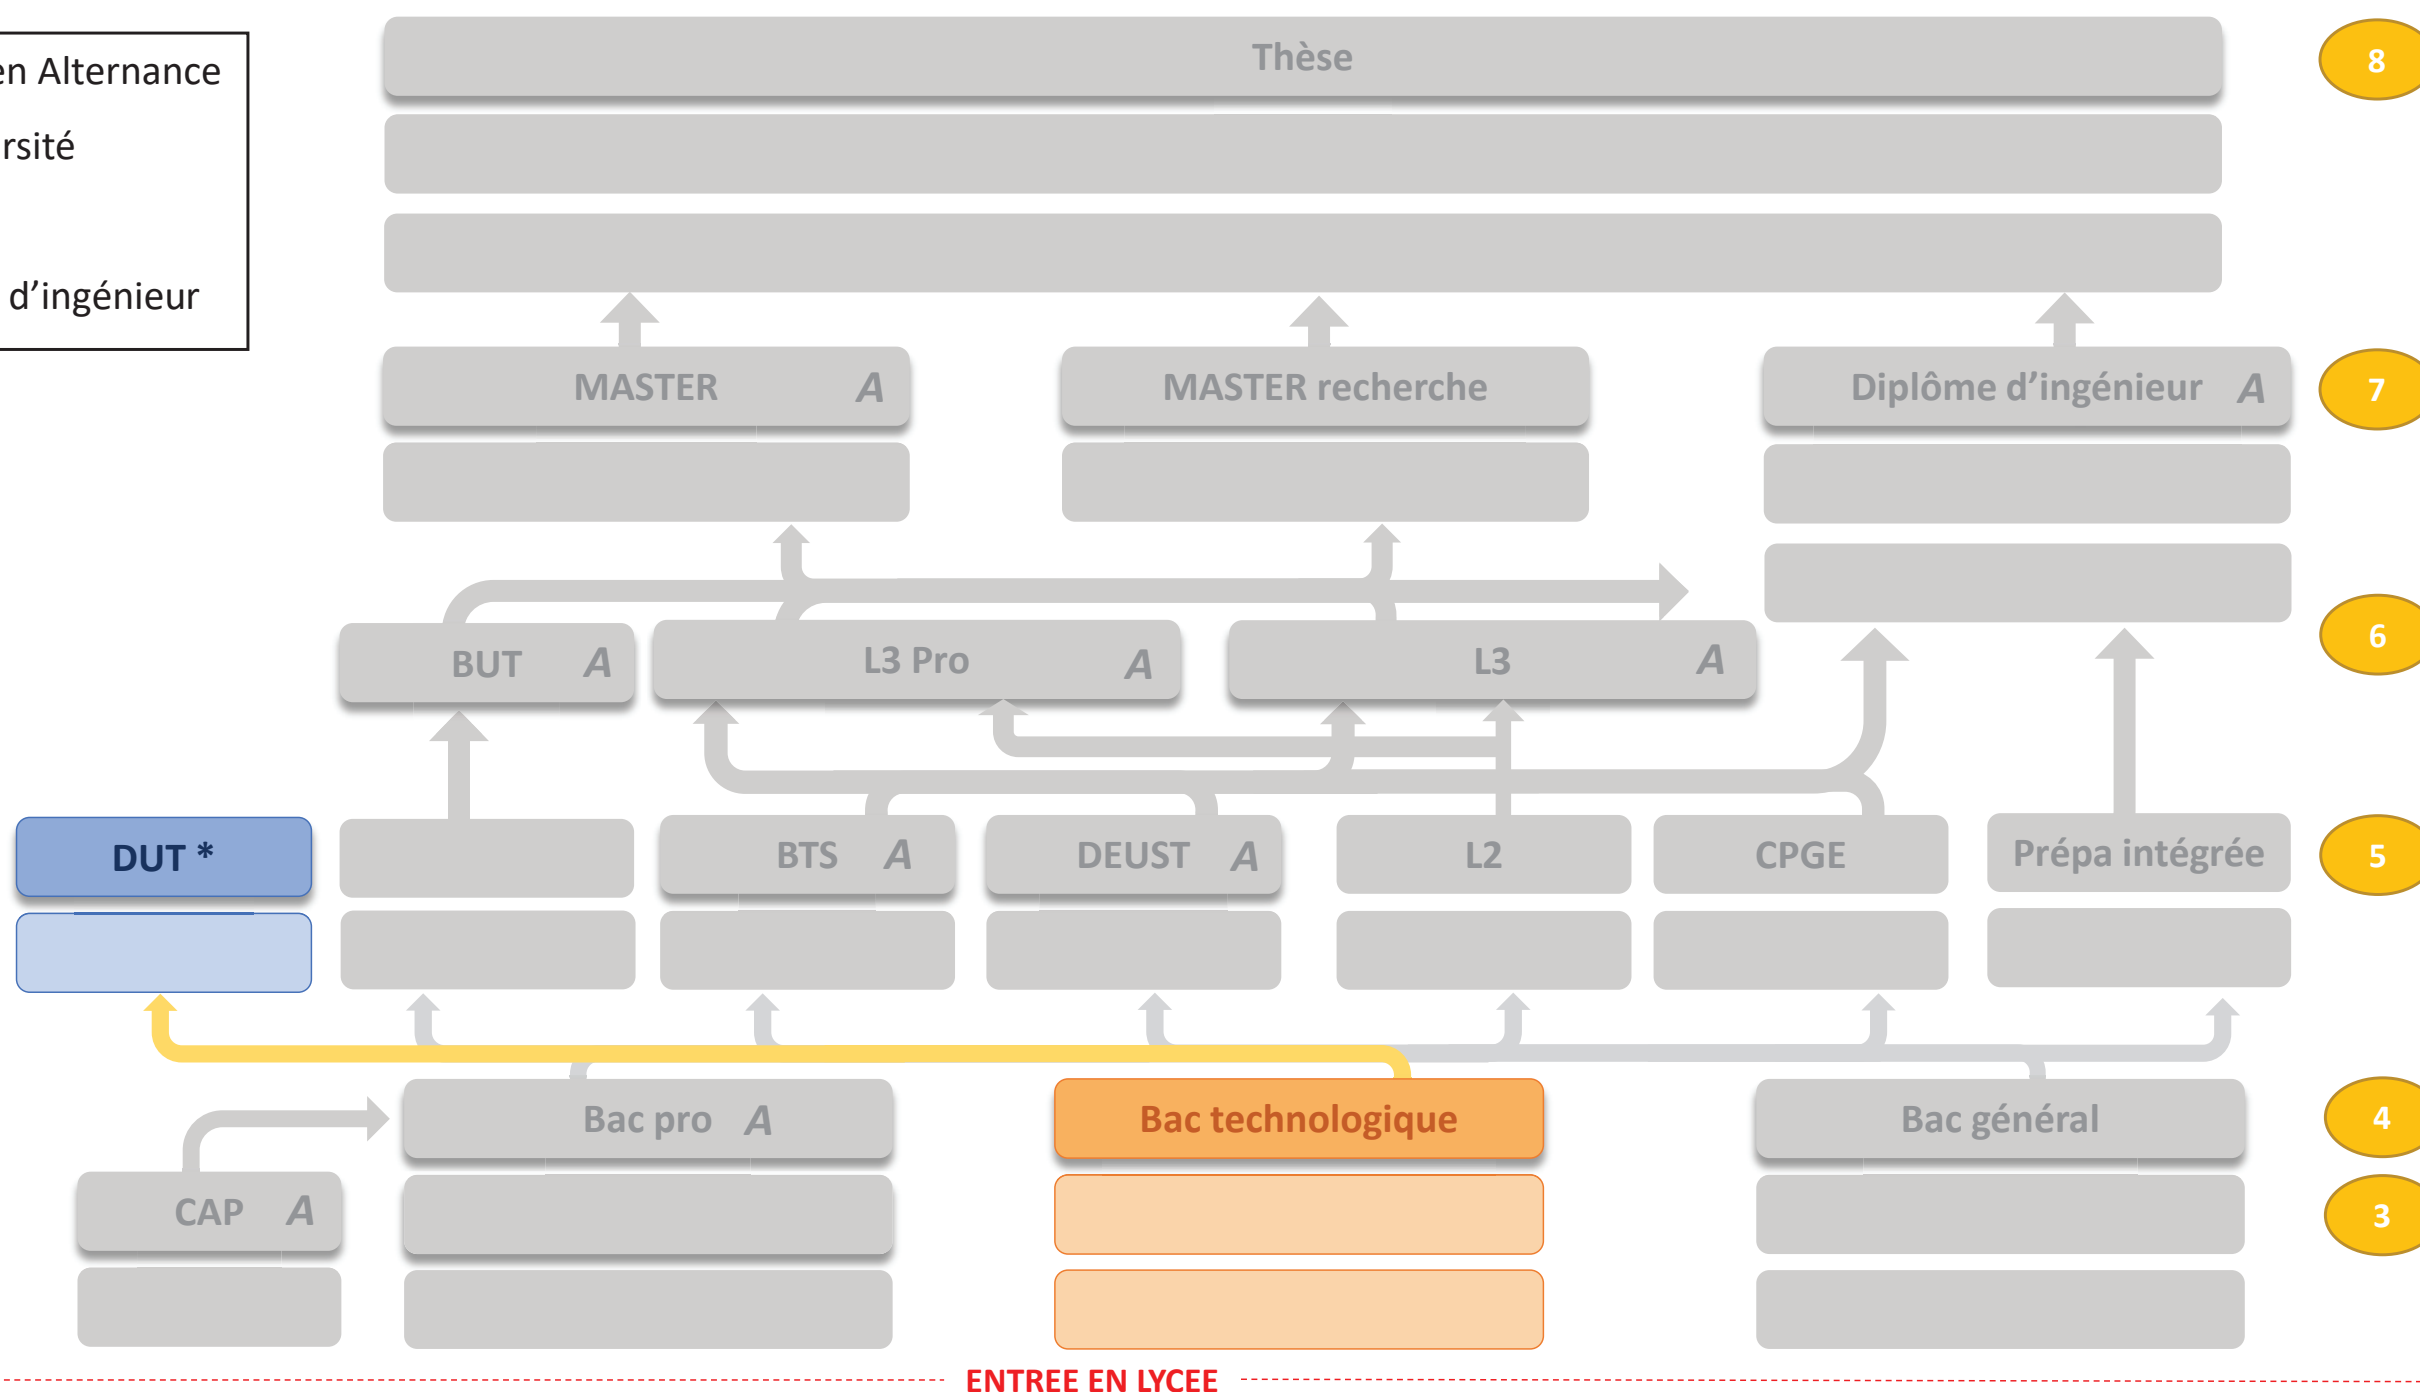 en Alternance
rsité
d'ingénieur
Thèse
8
MASTER A
MASTER recherche
Diplôme d'ingénieur A
7
BUT A
L3 Pro A
L3 A
6
DUT *
BTS A
DEUST A
L2
CPGE
Prépa intégrée
5
Bac pro A
Bac technologique
Bac général
4
CAP A
3
ENTREE EN LYCEE